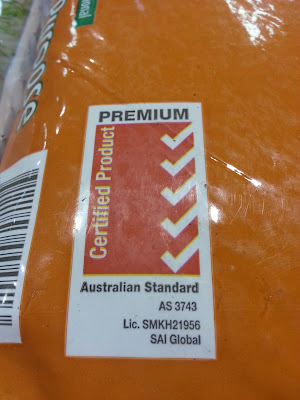 PREMIUM
Certified Product
Australian Standard
AS 3743
Lic. SMKH21956
SAI Global